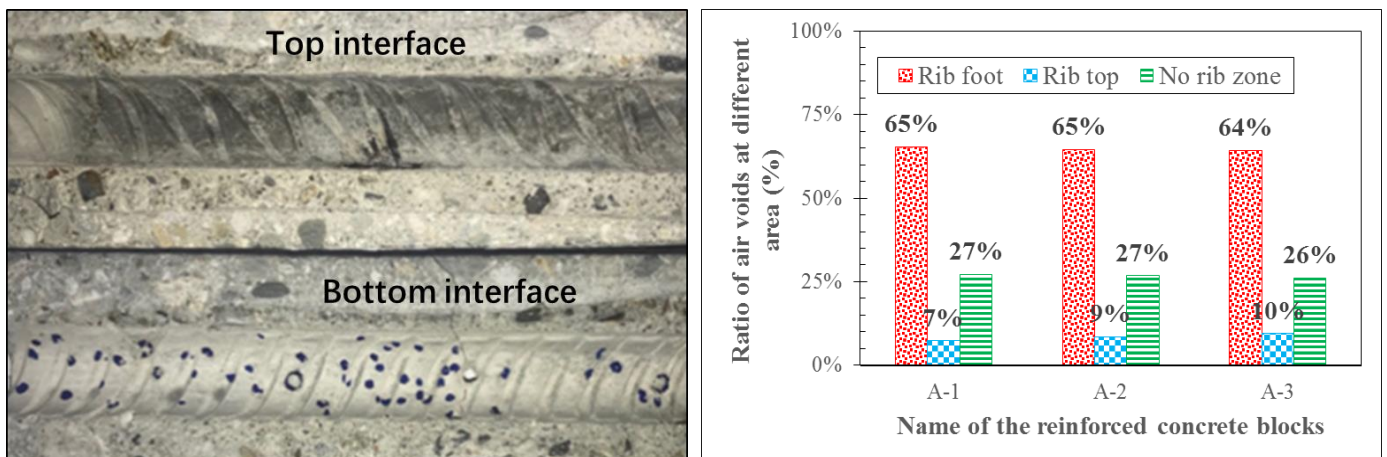 Top interface
Bottom interface
100%
75%
50%
25%
0%
Ratio of air voids at different
area (%)
Rib foot Rib top No rib zone
65% 7% 27%
65% 9% 27%
64% 10% 26%
A-1 A-2 A-3
Name of the reinforced concrete blocks